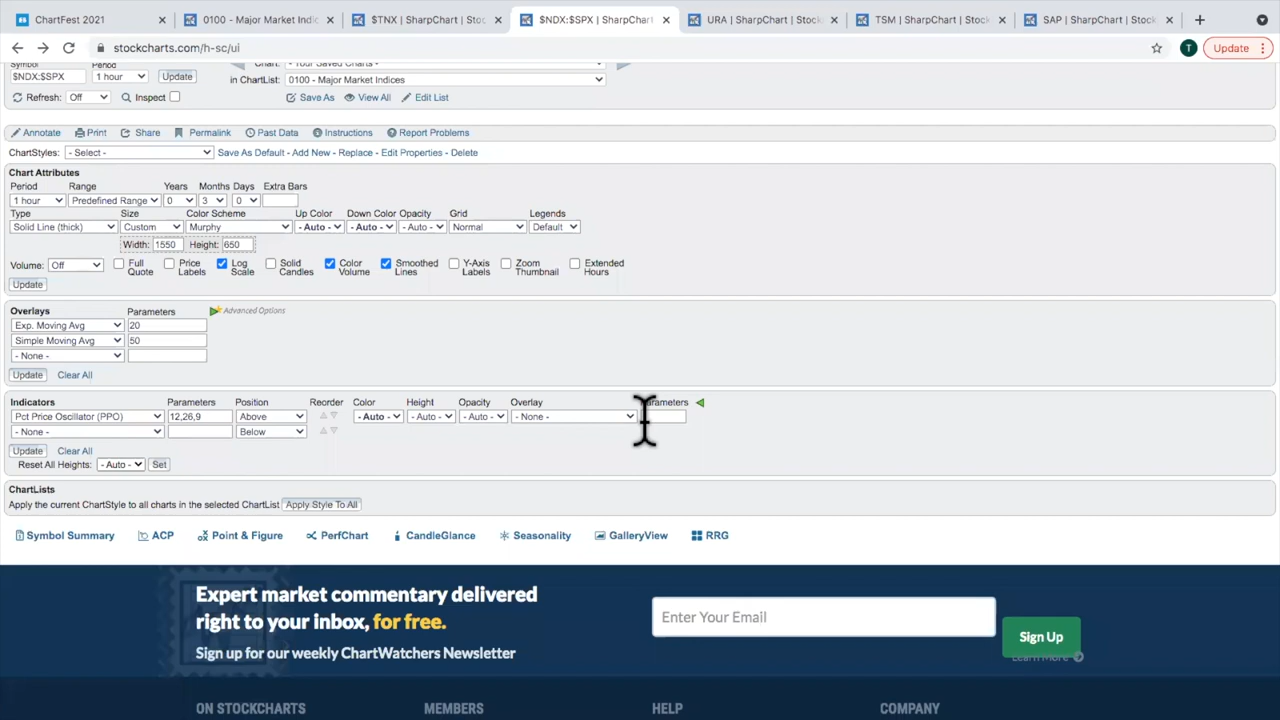 ChartFest 2021
0100 - Major Market Indic
$TNX | SharpChart | StockC
$NDX:$SPX | SharpChart |
URA | SharpChart | StockCh
TSM | SharpChart | StockCh
SAP | SharpChart | StockCh
stockcharts.com/h-sc/ui
T
Update
Symbol Period Chart: - Your Saved Charts -
$NDX:$SPX 1 hour Update in ChartList: 0100 - Major Market Indices
Refresh: Off Inspect Save As View All Edit List
Annotate Print Share Permalink Past Data Instructions Report Problems
ChartStyles: - Select - Save As Default - Add New - Replace - Edit Properties - Delete
Chart Attributes
Period Range Years Months Days Extra Bars
1 hour Predefined Range 0 3 0
Type Size Color Scheme Up Color Down Color Opacity Grid Legends
Solid Line (thick) Custom Murphy - Auto - - Auto - - Auto - Normal Default
Width: 1550 Height: 650
Volume: Off Full Quote Price Labels Log Scale Solid Candles Color Volume Smoothed Lines Y-Axis Labels Zoom Thumbnail Extended Hours
Update
Overlays Parameters Advanced Options
Exp. Moving Avg 20
Simple Moving Avg 50
- None -
Update Clear All
Indicators Parameters Position Reorder Color Height Opacity Overlay Parameters
Pct Price Oscillator (PPO) 12,26,9 Above - Auto - - Auto - - Auto - - None -
- None - Below
Update Clear All
Reset All Heights: - Auto - Set
ChartLists
Apply the current ChartStyle to all charts in the selected ChartList Apply Style To All
Symbol Summary ACP Point & Figure PerfChart CandleGlance Seasonality GalleryView RRG
Expert market commentary delivered
right to your inbox, for free.
Sign up for our weekly ChartWatchers Newsletter
Enter Your Email
Sign Up
Learn More
ON STOCKCHARTS MEMBERS HELP COMPANY